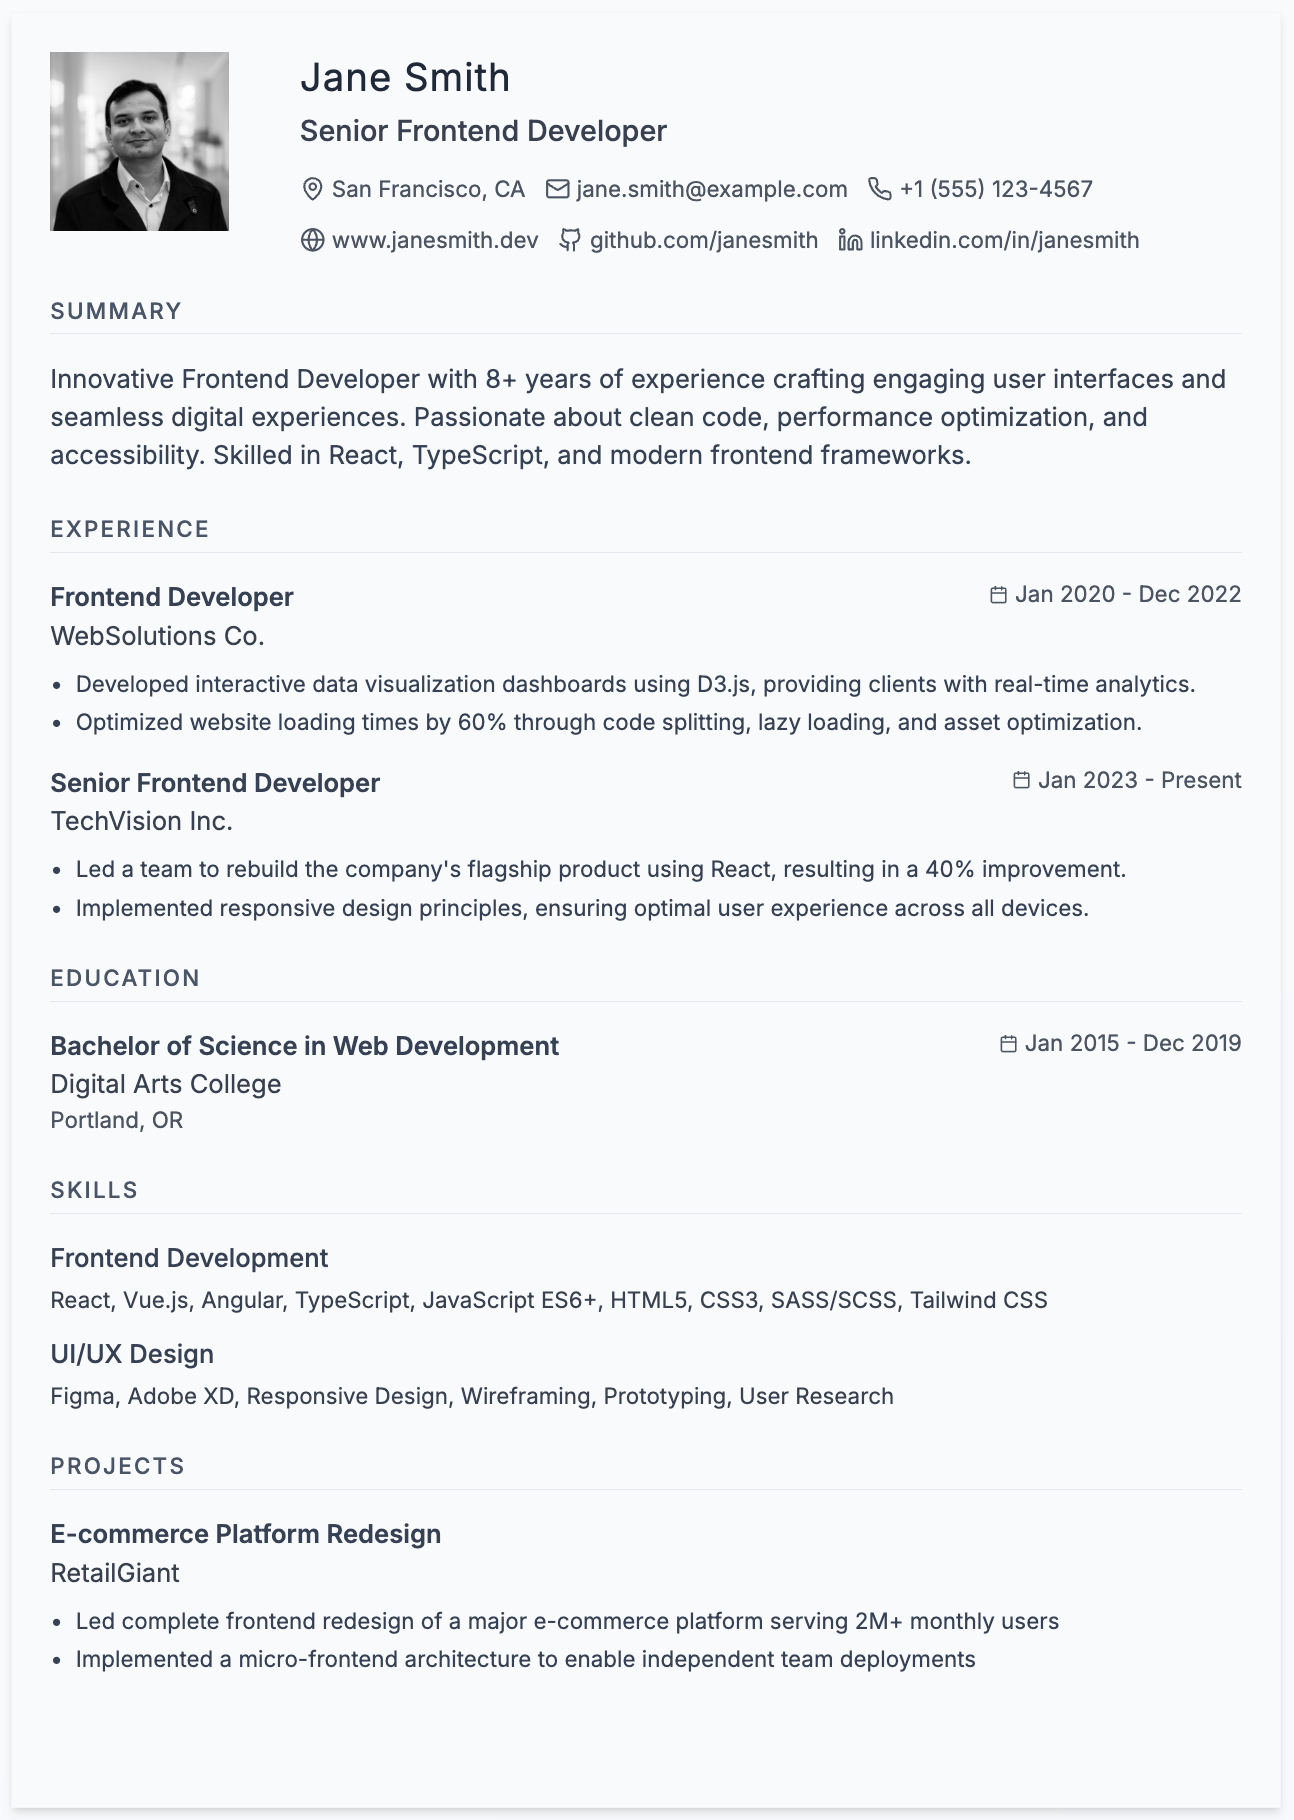 Jane Smith
Senior Frontend Developer
San Francisco, CA jane.smith@example.com +1 (555) 123-4567
www.janesmith.dev github.com/janesmith linkedin.com/in/janesmith
SUMMARY
Innovative Frontend Developer with 8+ years of experience crafting engaging user interfaces and
seamless digital experiences. Passionate about clean code, performance optimization, and
accessibility. Skilled in React, TypeScript, and modern frontend frameworks.
EXPERIENCE
Frontend Developer Jan 2020 - Dec 2022
WebSolutions Co.
• Developed interactive data visualization dashboards using D3.js, providing clients with real-time analytics.
• Optimized website loading times by 60% through code splitting, lazy loading, and asset optimization.
Senior Frontend Developer Jan 2023 - Present
TechVision Inc.
• Led a team to rebuild the company's flagship product using React, resulting in a 40% improvement.
• Implemented responsive design principles, ensuring optimal user experience across all devices.
EDUCATION
Bachelor of Science in Web Development Jan 2015 - Dec 2019
Digital Arts College
Portland, OR
SKILLS
Frontend Development
React, Vue.js, Angular, TypeScript, JavaScript ES6+, HTML5, CSS3, SASS/SCSS, Tailwind CSS
UI/UX Design
Figma, Adobe XD, Responsive Design, Wireframing, Prototyping, User Research
PROJECTS
E-commerce Platform Redesign
RetailGiant
• Led complete frontend redesign of a major e-commerce platform serving 2M+ monthly users
• Implemented a micro-frontend architecture to enable independent team deployments